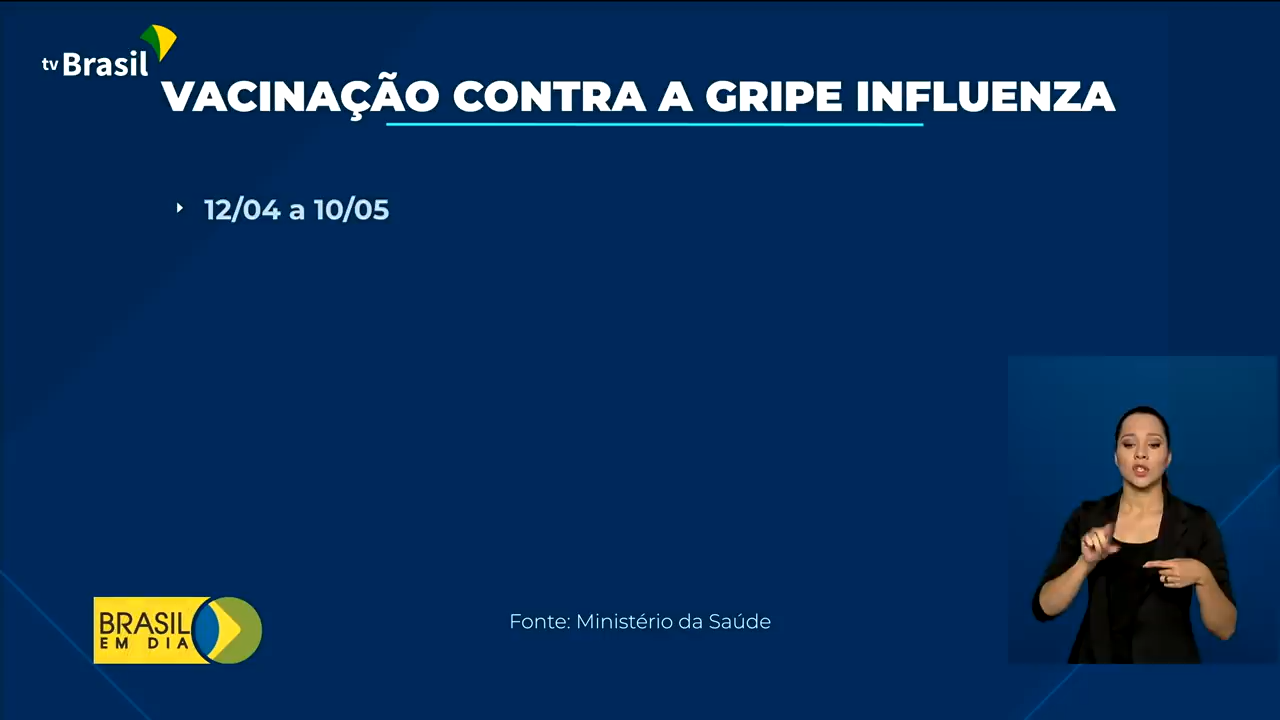 tv Brasil
VACINAÇÃO CONTRA A GRIPE INFLUENZA
12/04 a 10/05
Fonte: Ministério da Saúde
BRASIL
EM DIA